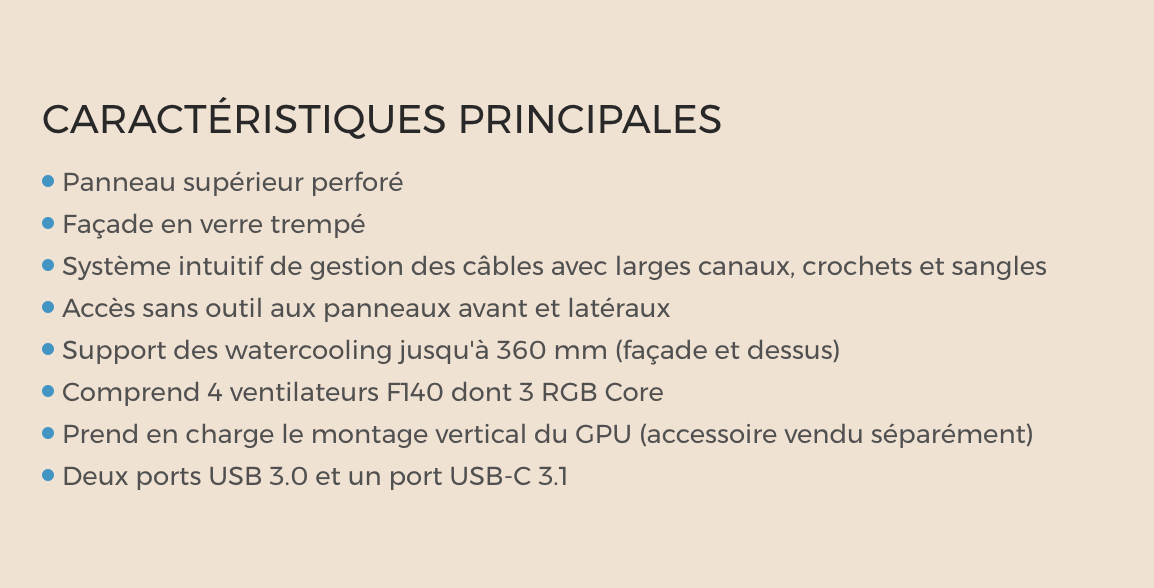 CARACTÉRISTIQUES PRINCIPALES
Panneau supérieur perforé
Façade en verre trempé
Système intuitif de gestion des câbles avec larges canaux, crochets et sangles
Accès sans outil aux panneaux avant et latéraux
Support des watercooling jusqu'à 360 mm (façade et dessus)
Comprend 4 ventilateurs F140 dont 3 RGB Core
Prend en charge le montage vertical du GPU (accessoire vendu séparément)
Deux ports USB 3.0 et un port USB-C 3.1